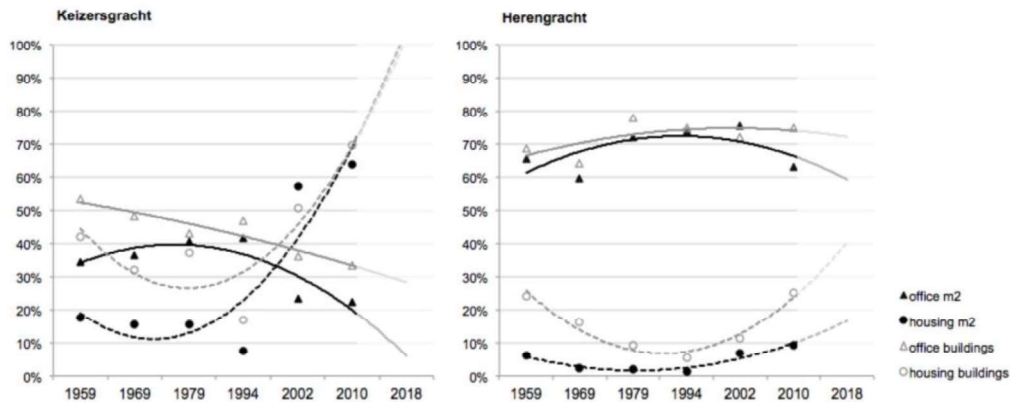 Keizersgracht
100%
90%
80%
70%
60%
50%
40%
30%
20%
10%
0%
1959 1969 1979 1994 2002 2010 2018
Herengracht
100%
90%
80%
70%
60%
50%
40%
30%
20%
10%
0%
1959 1969 1979 1994 2002 2010 2018
office m2
housing m2
office buildings
housing buildings